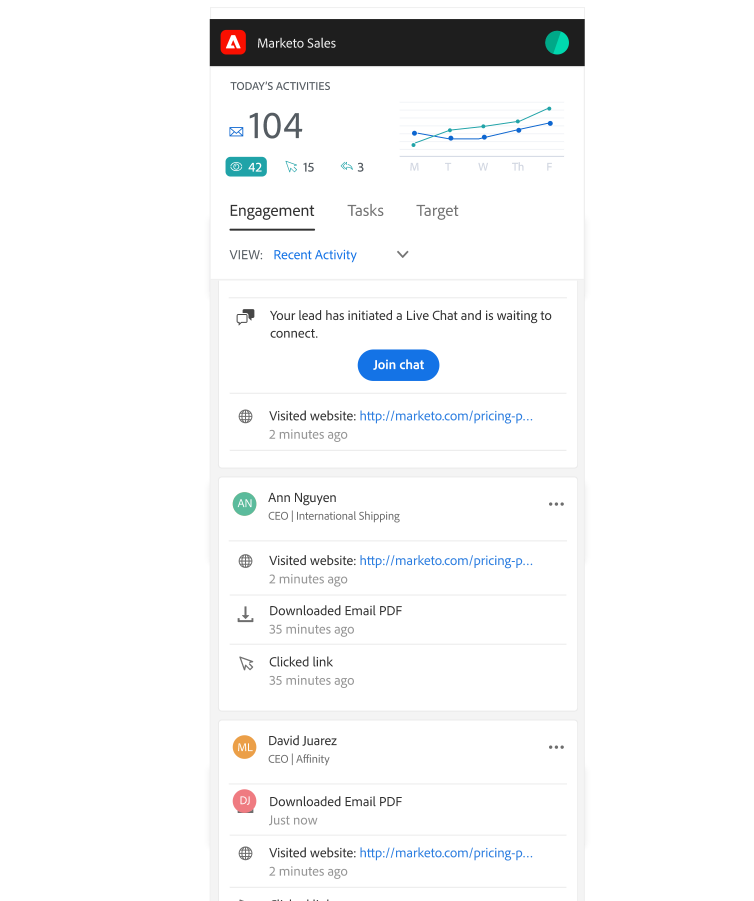 Marketo Sales
TODAY'S ACTIVITIES
104
42 15 3
M T W Th F
Engagement Tasks Target
VIEW: Recent Activity
Your lead has initiated a Live Chat and is waiting to
connect.
Join chat
Visited website: http://marketo.com/pricing-p...
2 minutes ago
AN
Ann Nguyen
CEO | International Shipping
Visited website: http://marketo.com/pricing-p...
2 minutes ago
Downloaded Email PDF
35 minutes ago
Clicked link
35 minutes ago
ML
David Juarez
CEO | Affinity
DJ
Downloaded Email PDF
Just now
Visited website: http://marketo.com/pricing-p...
2 minutes ago